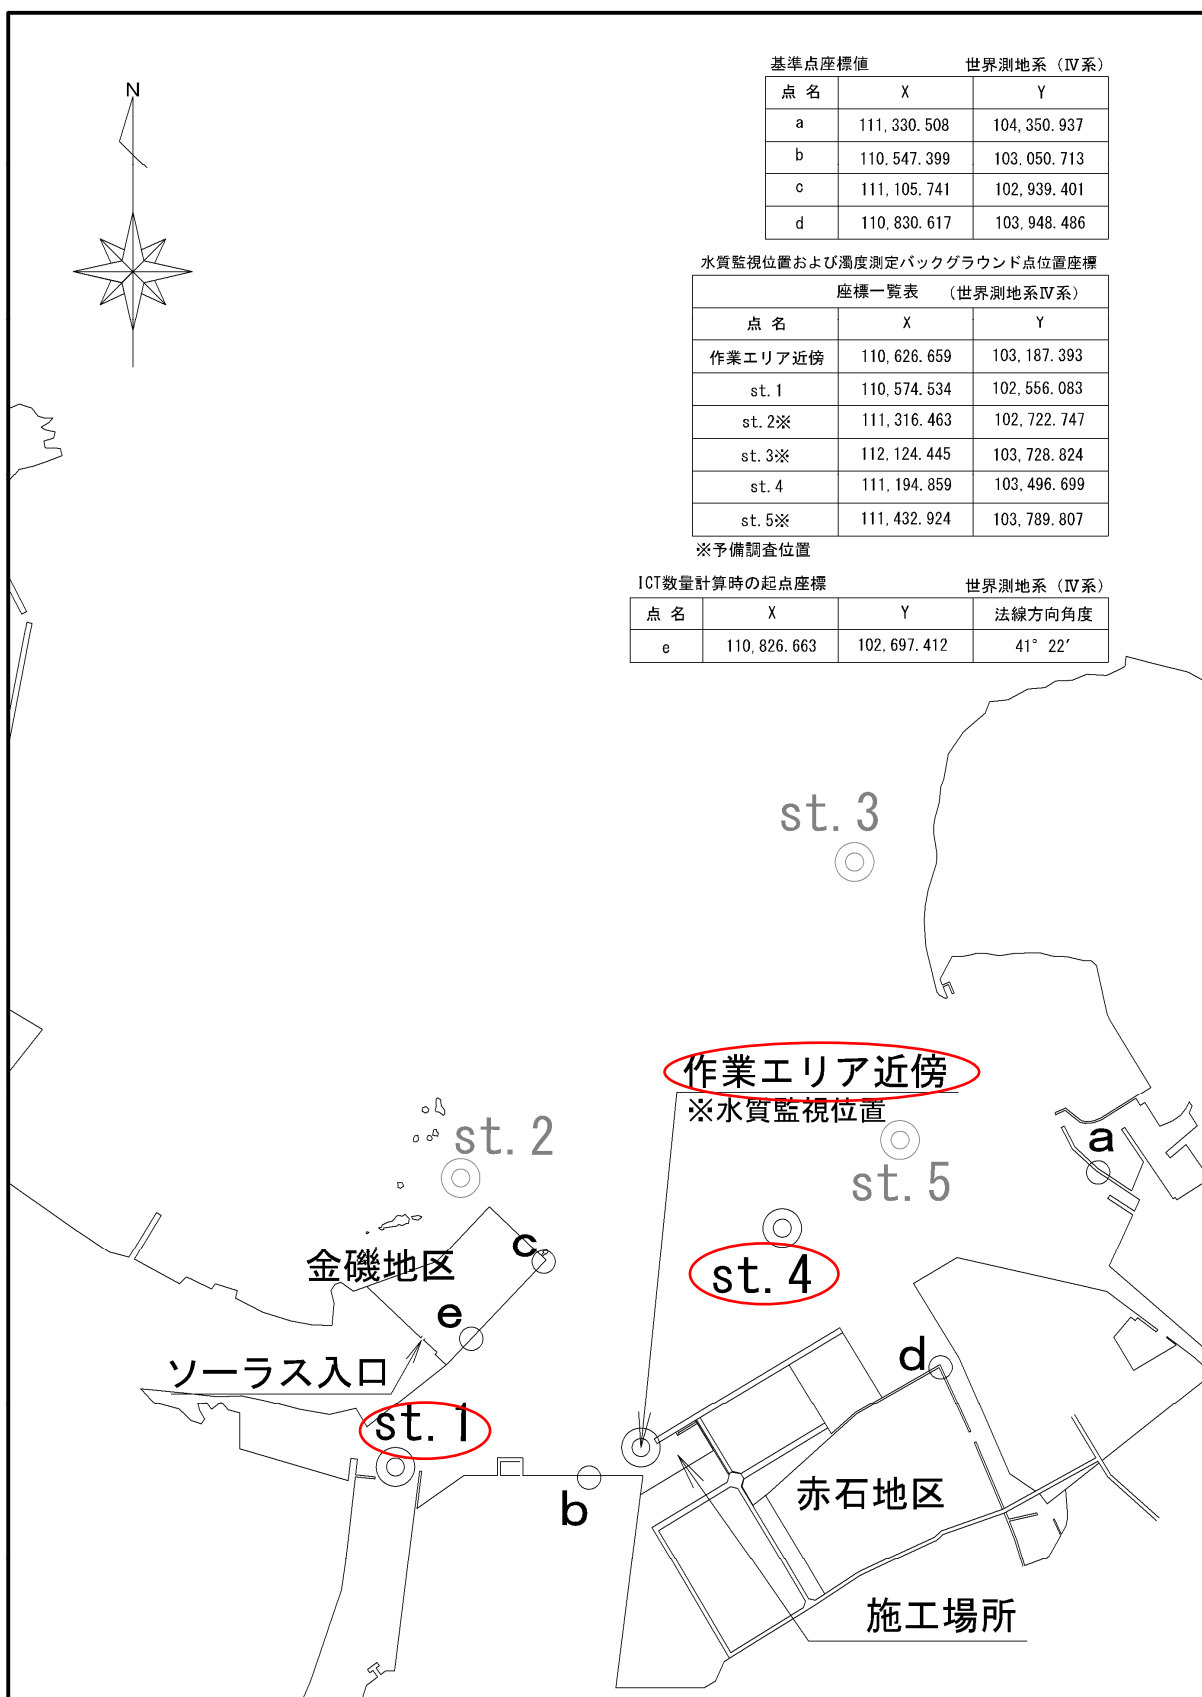 N
基準点座標値 世界測地系（Ⅳ系）
点 名 X Y
a 111,330.508 104,350.937
b 110.547.399 103,050.713
c 111,105.741 102,939.401
d 110,830.617 103,948.486
水質監視位置および濁度測定バックグラウンド点位置座標
座標一覧表 （世界測地系Ⅳ系）
点 名 X Y
作業エリア近傍 110,626.659 103,187.393
st.1 110,574.534 102,556.083
st.2※ 111,316.463 102,722.747
st.3※ 112,124.445 103,728.824
st.4 111,194.859 103,496.699
st.5※ 111,432.924 103,789.807
※予備調査位置
ICT数量計算時の起点座標 世界測地系（Ⅳ系）
点 名 X Y 法線方向角度
e 110,826.663 102,697.412 41° 22′
st.3
作業エリア近傍
※水質監視位置
st.2
a
st.5
c
金磯地区
st.4
e
d
ソーラス入口
st.1
b
赤石地区
施工場所